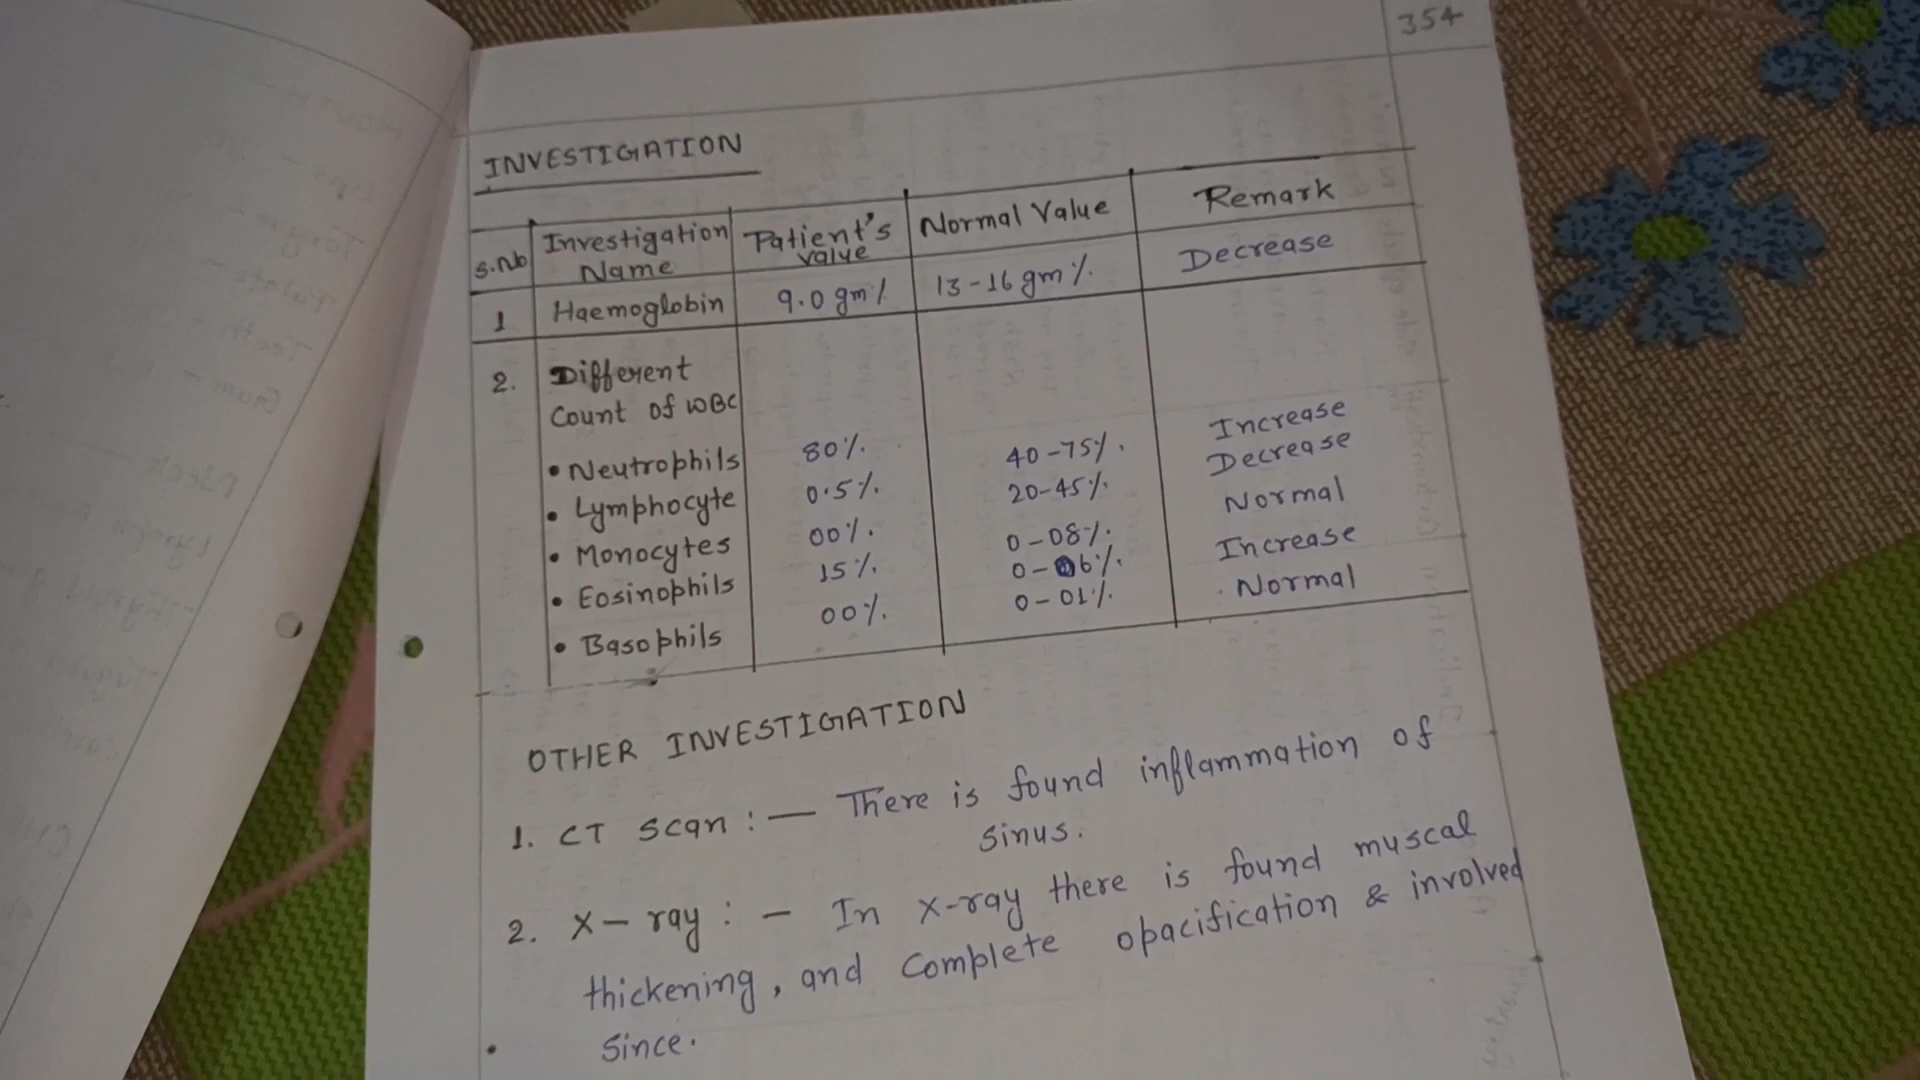 354
INVESTIGATION
S.No Investigation Name Patient's value Normal Value Remark
1 Haemoglobin 9.0 gm/ 13-16 gm%. Decrease
2. Different Count of WBC
• Neutrophils 80%. 40-75%. Increase
• Lymphocyte 0.5%. 20-45%. Decrease
• Monocytes 00%. 0-08%. Normal
• Eosinophils 15%. 0-06%. Increase
• Basophils 00%. 0-01%. Normal
OTHER INVESTIGATION
1. CT Scan :— There is found inflammation of
sinus.
2. X-ray :— In X-ray there is found muscal
thickening, and complete opacification & involved
since.